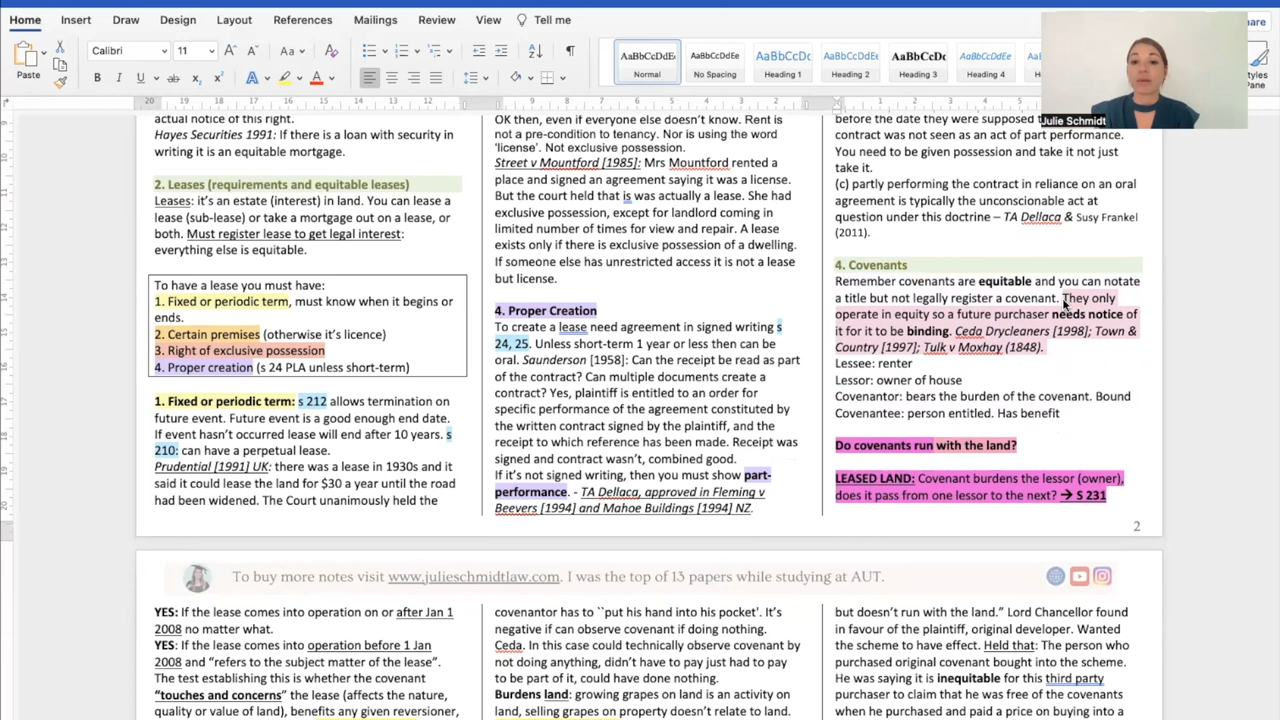 Home Insert Draw Design Layout References Mailings Review View Tell me
Share
Paste
Calibri 11
AaBbCcDdEe AaBbCcDdEe AaBbCcDdE AaBbCcDdE AaBbCcDc AaBbCcDdEe
Normal No Spacing Heading 1 Heading 2 Heading 3 Heading 4
Styles
Pane
Julie Schmidt
20 19 18 17 16 15 14 13 12 11
9 8 7 6 5 4 3 2 1
1 2 3 4 5
actual notice of this right.
Hayes Securities 1991: If there is a loan with security in
writing it is an equitable mortgage.
2. Leases (requirements and equitable leases)
Leases: it's an estate (interest) in land. You can lease a
lease (sub-lease) or take a mortgage out on a lease, or
both. Must register lease to get legal interest:
everything else is equitable.
To have a lease you must have:
1. Fixed or periodic term, must know when it begins or
ends.
2. Certain premises (otherwise it's licence)
3. Right of exclusive possession
4. Proper creation (s 24 PLA unless short-term)
1. Fixed or periodic term: s 212 allows termination on
future event. Future event is a good enough end date.
If event hasn't occurred lease will end after 10 years. s
210: can have a perpetual lease.
Prudential [1991] UK: there was a lease in 1930s and it
said it could lease the land for $30 a year until the road
had been widened. The Court unanimously held the
OK then, even if everyone else doesn't know. Rent is
not a pre-condition to tenancy. Nor is using the word
'license'. Not exclusive possession.
Street v Mountford [1985]: Mrs Mountford rented a
place and signed an agreement saying it was a license.
But the court held that is was actually a lease. She had
exclusive possession, except for landlord coming in
limited number of times for view and repair. A lease
exists only if there is exclusive possession of a dwelling.
If someone else has unrestricted access it is not a lease
but license.
4. Proper Creation
To create a lease need agreement in signed writing s
24, 25. Unless short-term 1 year or less then can be
oral. Saunderson [1958]: Can the receipt be read as part
of the contract? Can multiple documents create a
contract? Yes, plaintiff is entitled to an order for
specific performance of the agreement constituted by
the written contract signed by the plaintiff, and the
receipt to which reference has been made. Receipt was
signed and contract wasn't, combined good.
If it's not signed writing, then you must show part-
performance. - TA Dellaca, approved in Fleming v
Beevers [1994] and Mahoe Buildings [1994] NZ.
before the date they were supposed t
contract was not seen as an act of part performance.
You need to be given possession and take it not just
take it.
(c) partly performing the contract in reliance on an oral
agreement is typically the unconscionable act at
question under this doctrine – TA Dellaca & Susy Frankel
(2011).
4. Covenants
Remember covenants are equitable and you can notate
a title but not legally register a covenant. They only
operate in equity so a future purchaser needs notice of
it for it to be binding. Ceda Drycleaners [1998]; Town &
Country [1997]; Tulk v Moxhay (1848).
Lessee: renter
Lessor: owner of house
Covenantor: bears the burden of the covenant. Bound
Covenantee: person entitled. Has benefit
Do covenants run with the land?
LEASED LAND: Covenant burdens the lessor (owner),
does it pass from one lessor to the next? → S 231
2
To buy more notes visit www.julieschmidtlaw.com. I was the top of 13 papers while studying at AUT.
YES: If the lease comes into operation on or after Jan 1
2008 no matter what.
YES: If the lease comes into operation before 1 Jan
2008 and "refers to the subject matter of the lease".
The test establishing this is whether the covenant
"touches and concerns" the lease (affects the nature,
quality or value of land), benefits any given reversioner,
covenantor has to ``put his hand into his pocket'. It's
negative if can observe covenant if doing nothing.
Ceda. In this case could technically observe covenant by
not doing anything, didn't have to pay just had to pay
to be part of it, could have done nothing.
Burdens land: growing grapes on land is an activity on
land, selling grapes on property doesn't relate to land.
but doesn't run with the land." Lord Chancellor found
in favour of the plaintiff, original developer. Wanted
the scheme to have effect. Held that: The person who
purchased original covenant bought into the scheme.
He was saying it is inequitable for this third party
purchaser to claim that he was free of the covenants
when he purchased and paid a price on buying into a